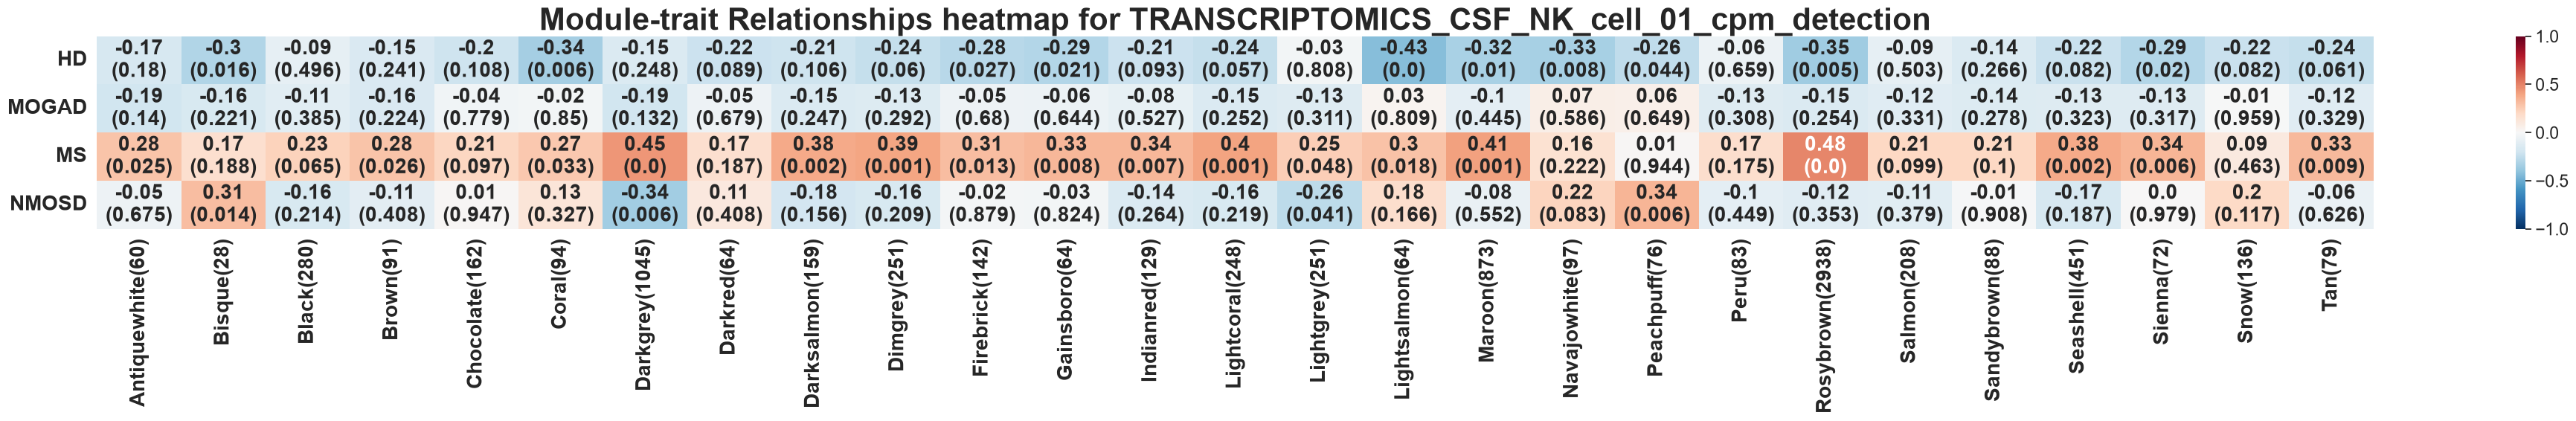 Module-trait Relationships heatmap for TRANSCRIPTOMICS_CSF_NK_cell_01_cpm_detection
HD -0.17 -0.3 -0.09 -0.15 -0.2 -0.34 -0.15 -0.22 -0.21 -0.24 -0.28 -0.29 -0.21 -0.24 -0.03 -0.43 -0.32 -0.33 -0.26 -0.06 -0.35 -0.09 -0.14 -0.22 -0.29 -0.22 -0.24
(0.18) (0.016) (0.496) (0.241) (0.108) (0.006) (0.248) (0.089) (0.106) (0.06) (0.027) (0.021) (0.093) (0.057) (0.808) (0.0) (0.01) (0.008) (0.044) (0.659) (0.005) (0.503) (0.266) (0.082) (0.02) (0.082) (0.061)
MOGAD -0.19 -0.16 -0.11 -0.16 -0.04 -0.02 -0.19 -0.05 -0.15 -0.13 -0.05 -0.06 -0.08 -0.15 -0.13 0.03 -0.1 0.07 0.06 -0.13 -0.15 -0.12 -0.14 -0.13 -0.13 -0.01 -0.12
(0.14) (0.221) (0.385) (0.224) (0.779) (0.85) (0.132) (0.679) (0.247) (0.292) (0.68) (0.644) (0.527) (0.252) (0.311) (0.809) (0.445) (0.586) (0.649) (0.308) (0.254) (0.331) (0.278) (0.323) (0.317) (0.959) (0.329)
MS 0.28 0.17 0.23 0.28 0.21 0.27 0.45 0.17 0.38 0.39 0.31 0.33 0.34 0.4 0.25 0.3 0.41 0.16 0.01 0.17 0.48 0.21 0.21 0.38 0.34 0.09 0.33
(0.025) (0.188) (0.065) (0.026) (0.097) (0.033) (0.0) (0.187) (0.002) (0.001) (0.013) (0.008) (0.007) (0.001) (0.048) (0.018) (0.001) (0.222) (0.944) (0.175) (0.0) (0.099) (0.1) (0.002) (0.006) (0.463) (0.009)
NMOSD -0.05 0.31 -0.16 -0.11 0.01 0.13 -0.34 0.11 -0.18 -0.16 -0.02 -0.03 -0.14 -0.16 -0.26 0.18 -0.08 0.22 0.34 -0.1 -0.12 -0.11 -0.01 -0.17 0.0 0.2 -0.06
(0.675) (0.014) (0.214) (0.408) (0.947) (0.327) (0.006) (0.408) (0.156) (0.209) (0.879) (0.824) (0.264) (0.219) (0.041) (0.166) (0.552) (0.083) (0.006) (0.449) (0.353) (0.379) (0.908) (0.187) (0.979) (0.117) (0.626)
Antiquewhite(60)
Bisque(28)
Black(280)
Brown(91)
Chocolate(162)
Coral(94)
Darkgrey(1045)
Darkred(64)
Darksalmon(159)
Dimgrey(251)
Firebrick(142)
Gainsboro(64)
Indianred(129)
Lightcoral(248)
Lightgrey(251)
Lightsalmon(64)
Maroon(873)
Navajowhite(97)
Peachpuff(76)
Peru(83)
Rosybrown(2938)
Salmon(208)
Sandybrown(88)
Seashell(451)
Sienna(72)
Snow(136)
Tan(79)
1.0
0.5
0.0
−0.5
−1.0